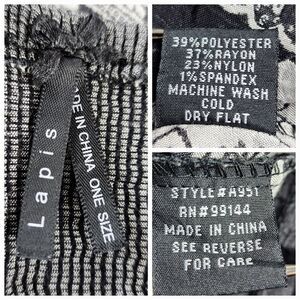 Lapis
MADE IN CHINA ONE SIZE
39%POLYESTER
37%RAYON
23%NYLON
1%SPANDEX
MACHINE WASH
COLD
DRY FLAT
STYLE#A951
RN#99144
MADE IN CHINA
SEE REVERSE
FOR CARE